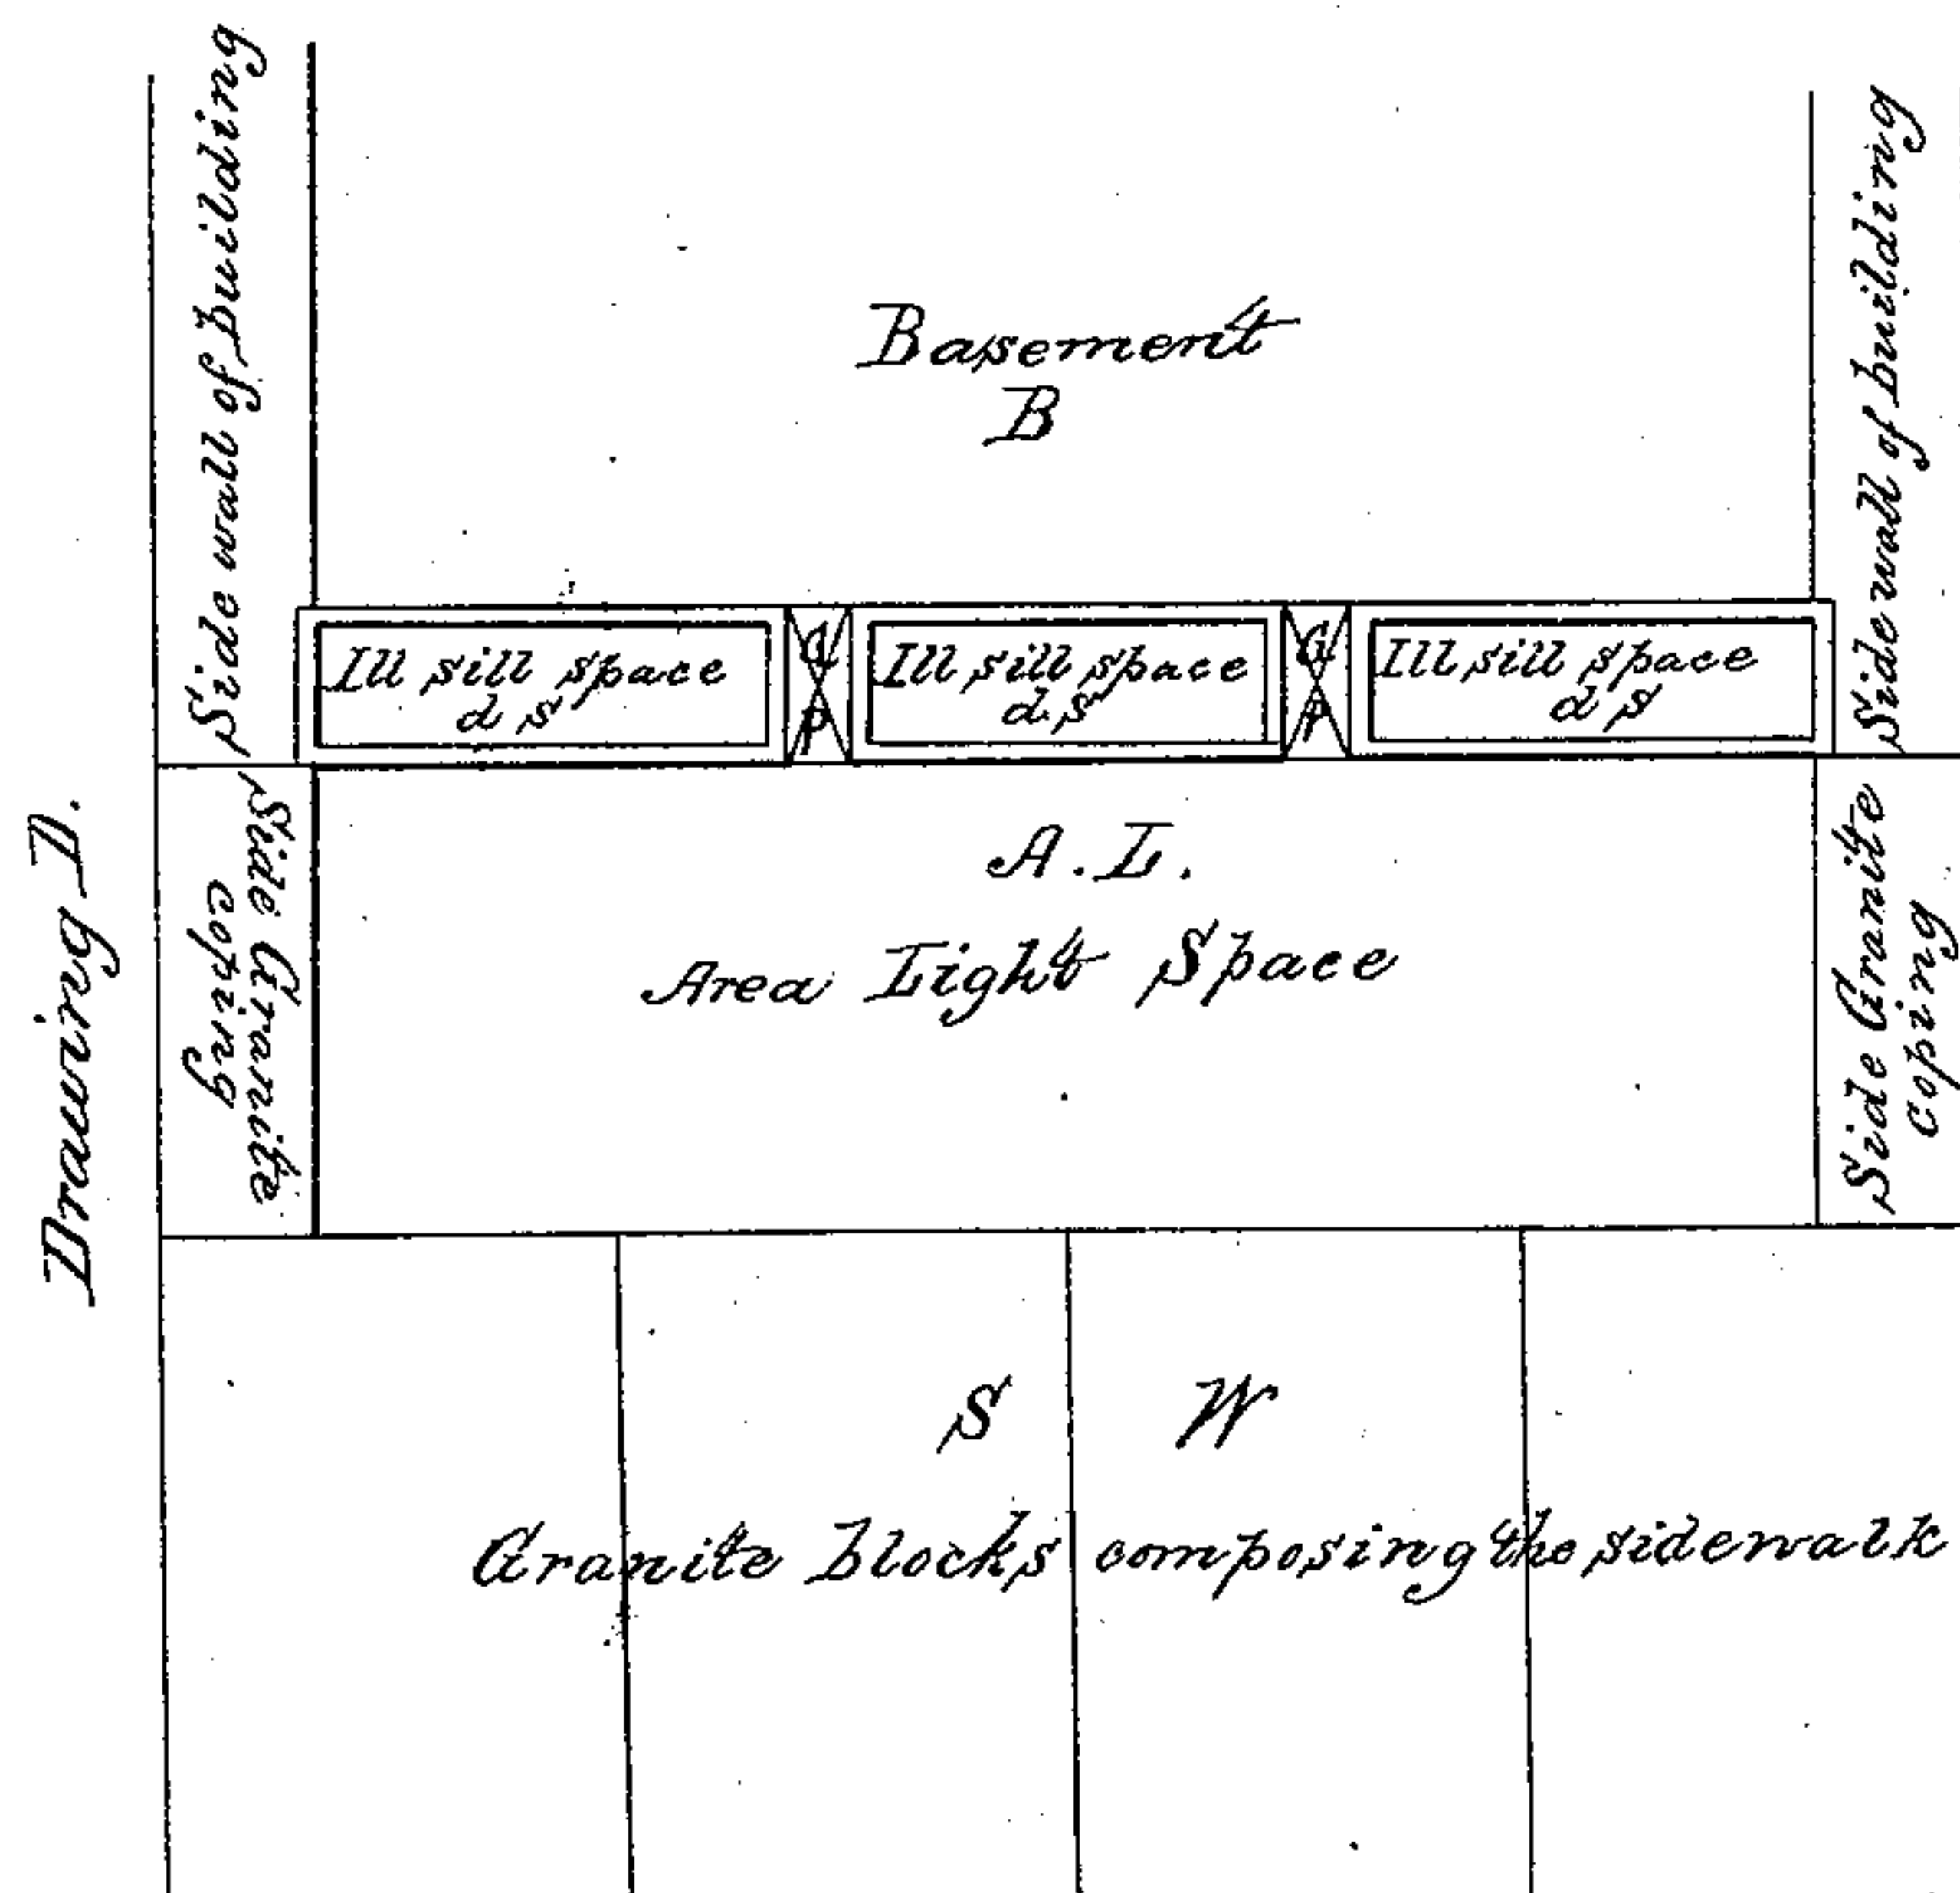 Side wall of building
Basement
B
Side wall of building
Ill sill space
d S
G
P
Ill sill space
d S
G
P
Ill sill space
d S
Drawing D.
Side Granite
coping
A.L.
Area Light Space
Side Granite
coping
S W
Granite blocks composing the sidewalk